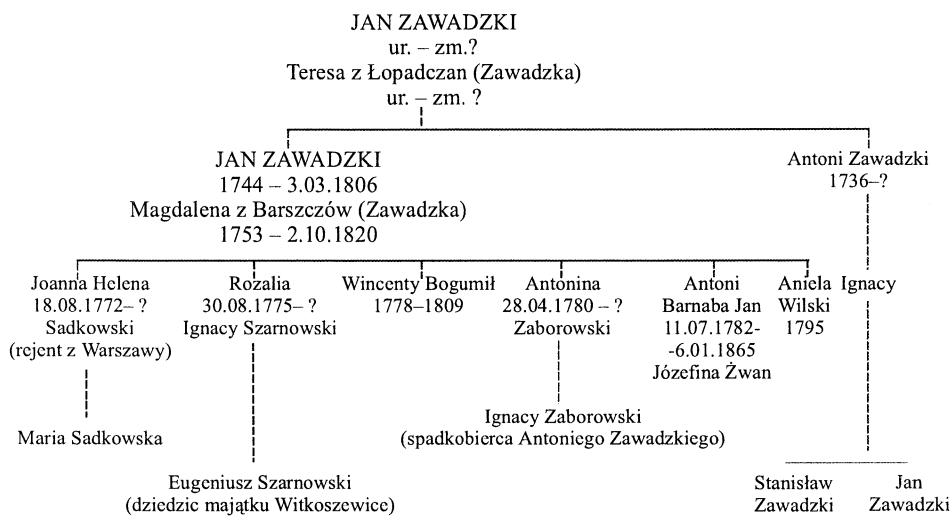 JAN ZAWADZKI
ur. – zm.?
Teresa z Łopadczan (Zawadzka)
ur. – zm. ?
JAN ZAWADZKI
1744 – 3.03.1806
Magdalena z Barszczów (Zawadzka)
1753 – 2.10.1820
Antoni Zawadzki
1736–?
Joanna Helena
18.08.1772– ?
Sadkowski
(rejent z Warszawy)
Rozalia
30.08.1775– ?
Ignacy Szarnowski
Wincenty Bogumił
1778–1809
Antonina
28.04.1780 – ?
Zaborowski
Antoni
Barnaba Jan
11.07.1782-
-6.01.1865
Józefina Żwan
Aniela
Wilski
1795
Ignacy
Maria Sadkowska
Ignacy Zaborowski
(spadkobierca Antoniego Zawadzkiego)
Eugeniusz Szarnowski
(dziedzic majątku Witkoszewice)
Stanisław
Zawadzki
Jan
Zawadzki